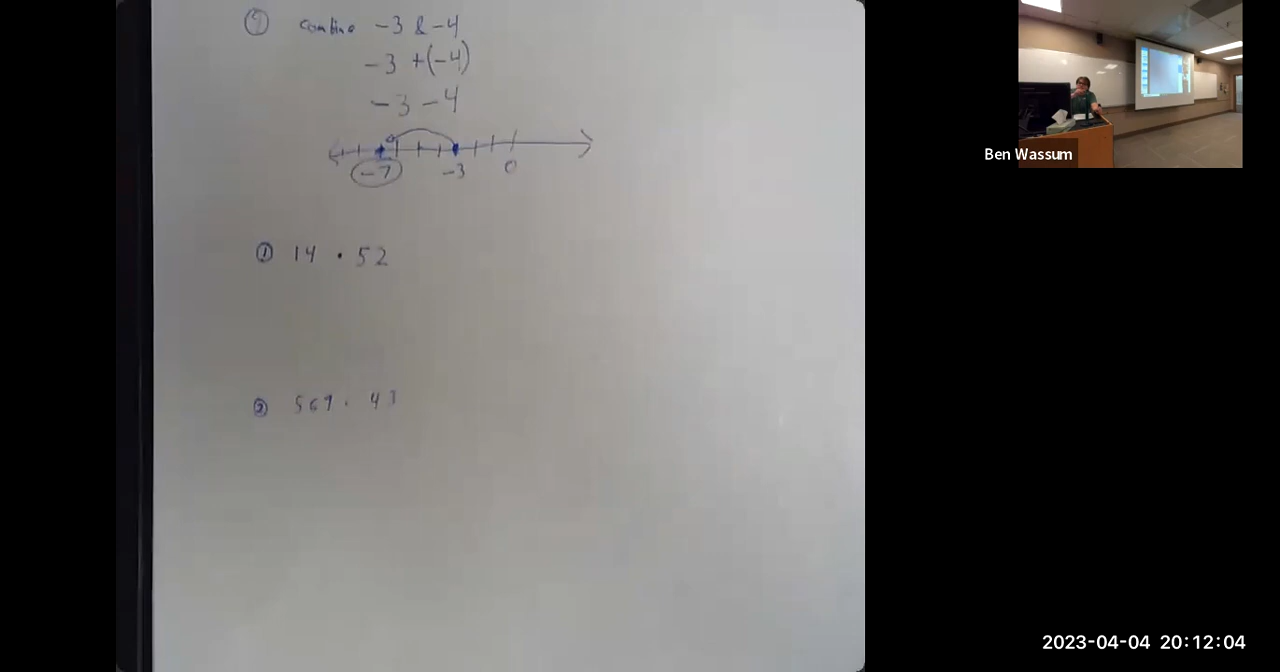 ④ combine -3 & -4
-3 +(-4)
-3 -4
-7 -3 0
① 14 · 52
② 569 · 43
Ben Wassum
2023-04-04 20:12:04